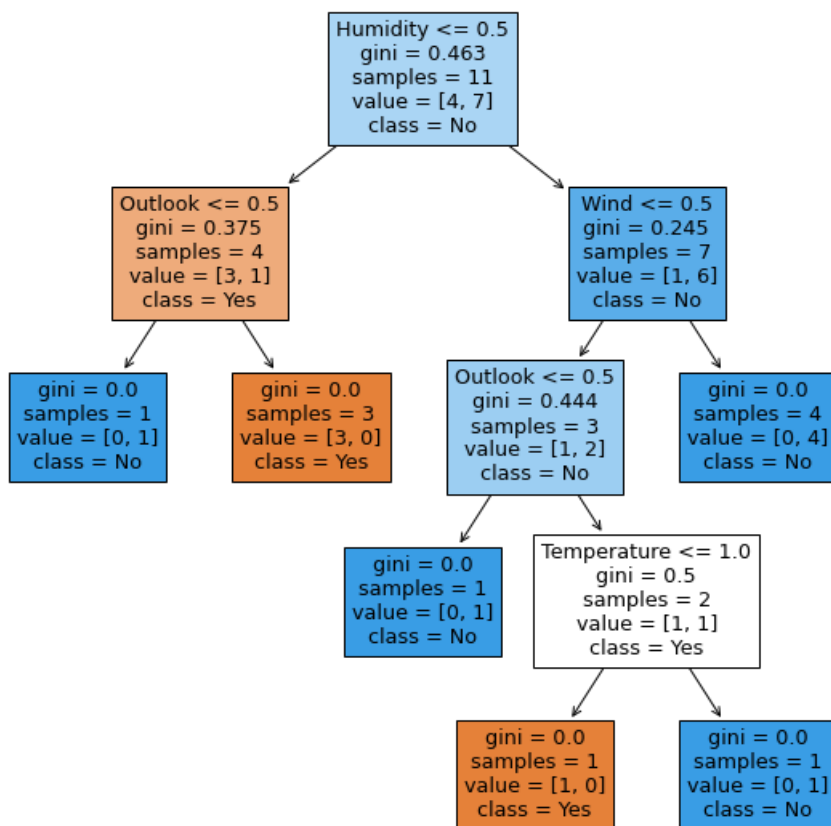 Humidity <= 0.5
gini = 0.463
samples = 11
value = [4, 7]
class = No
Outlook <= 0.5
gini = 0.375
samples = 4
value = [3, 1]
class = Yes
Wind <= 0.5
gini = 0.245
samples = 7
value = [1, 6]
class = No
gini = 0.0
samples = 1
value = [0, 1]
class = No
gini = 0.0
samples = 3
value = [3, 0]
class = Yes
Outlook <= 0.5
gini = 0.444
samples = 3
value = [1, 2]
class = No
gini = 0.0
samples = 4
value = [0, 4]
class = No
gini = 0.0
samples = 1
value = [0, 1]
class = No
Temperature <= 1.0
gini = 0.5
samples = 2
value = [1, 1]
class = Yes
gini = 0.0
samples = 1
value = [1, 0]
class = Yes
gini = 0.0
samples = 1
value = [0, 1]
class = No